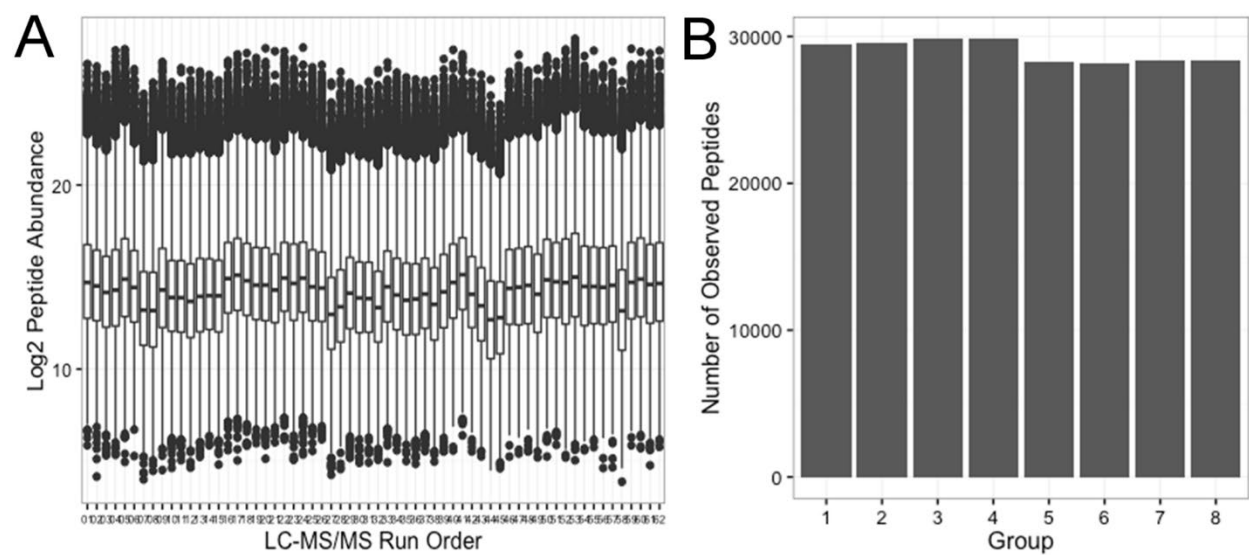 A
Log2 Peptide Abundance
20
10
LC-MS/MS Run Order
B
Number of Observed Peptides
30000
20000
10000
0
1 2 3 4 5 6 7 8
Group